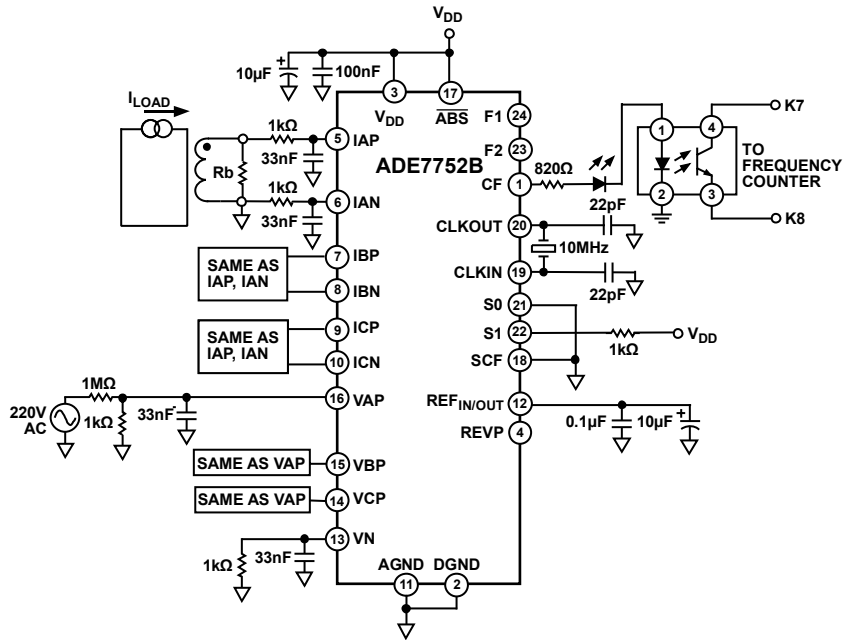 VDD
10µF
+
100nF
3
17
VDD
ABS
ILOAD
1kΩ
5
IAP
33nF
Rb
1kΩ
6
IAN
33nF
ADE7752B
F1
24
F2
23
CF
1
820Ω
1
4
K7
2
3
TO
FREQUENCY
COUNTER
K8
22pF
CLKOUT
20
10MHz
CLKIN
19
22pF
SAME AS
IAP, IAN
7
IBP
8
IBN
SAME AS
IAP, IAN
9
ICP
10
ICN
S0
21
S1
22
1kΩ
VDD
SCF
18
220V
AC
1MΩ
1kΩ
33nF
16
VAP
REFIN/OUT
12
0.1µF
10µF
+
REVP
4
SAME AS VAP
15
VBP
SAME AS VAP
14
VCP
13
VN
1kΩ
33nF
AGND
DGND
11
2